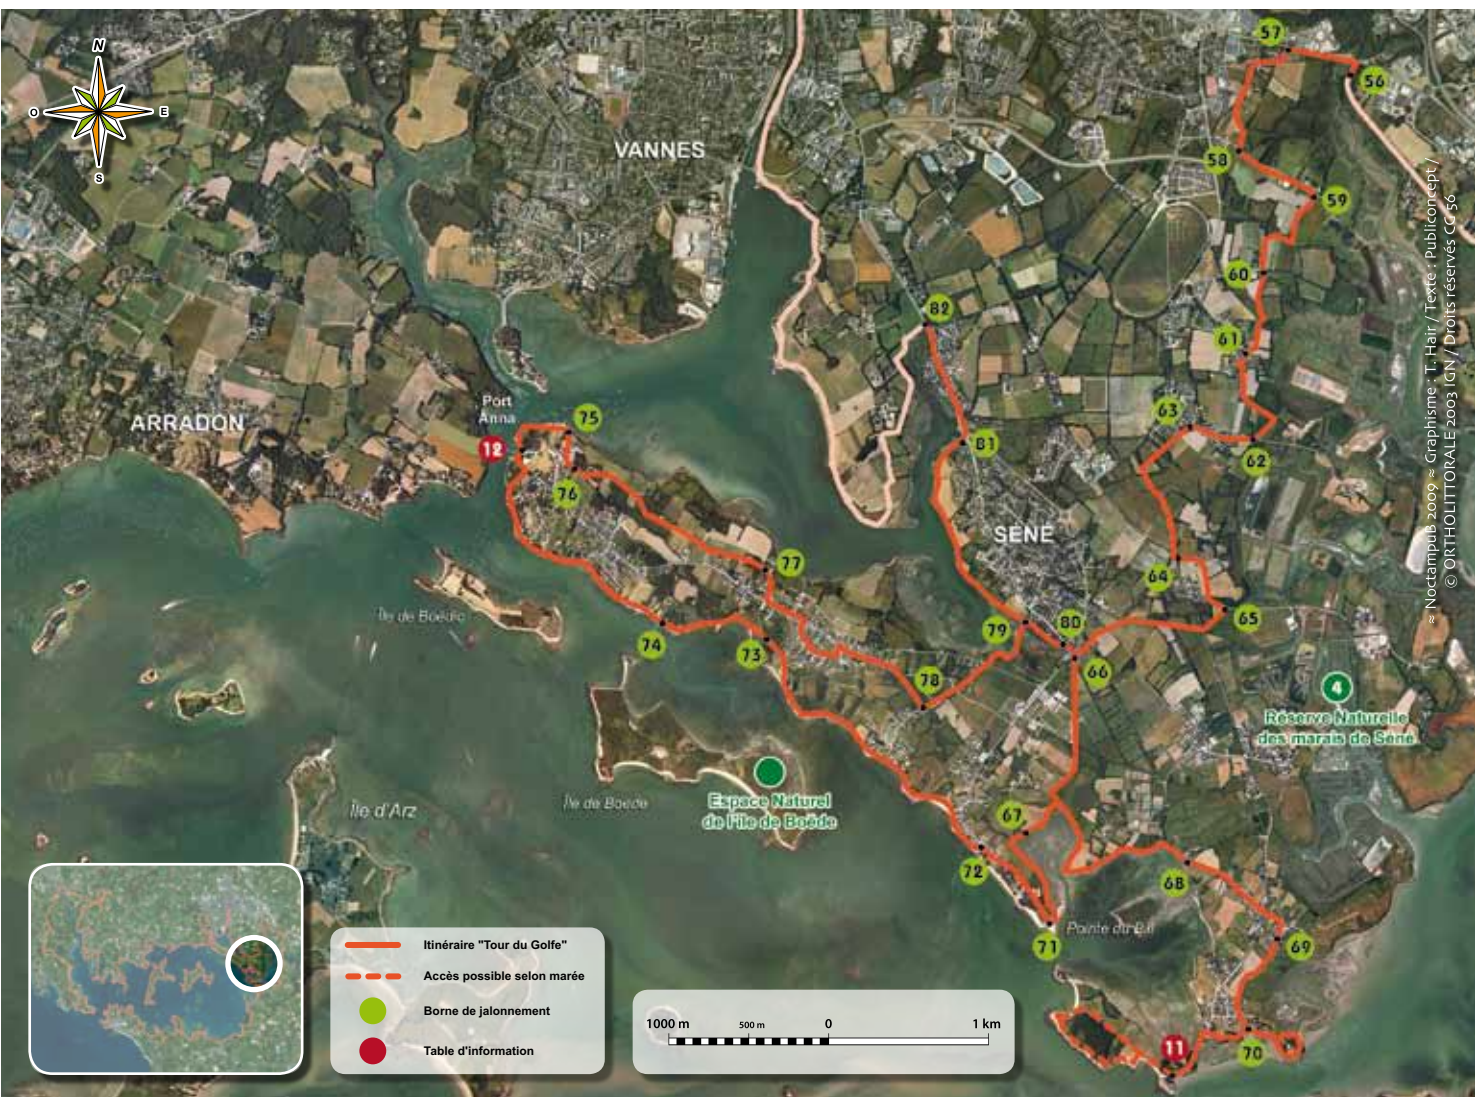 N
O
E
S
57
56
VANNES
58
59
60
82
61
Port
Anna
75
63
ARRADON
12
81
62
76
SENÉ
77
64
Île de Boëdic
65
79
80
74
73
66
78
4
Réserve Naturelle
des marais de Séné
Île de Boëde
Espace Naturel
de l'île de Boëde
Île d'Arz
67
72
68
Pointe du Bil
71
69
11
70
Itinéraire "Tour du Golfe"
Accès possible selon marée
Borne de jalonnement
Table d'information
1000 m 500 m 0 1 km
≈ Noctampub 2009 ≈ Graphisme : T. Hair / Texte : Publiconcept /
© ORTHOLITTORALE 2003 IGN / Droits réservés CG 56